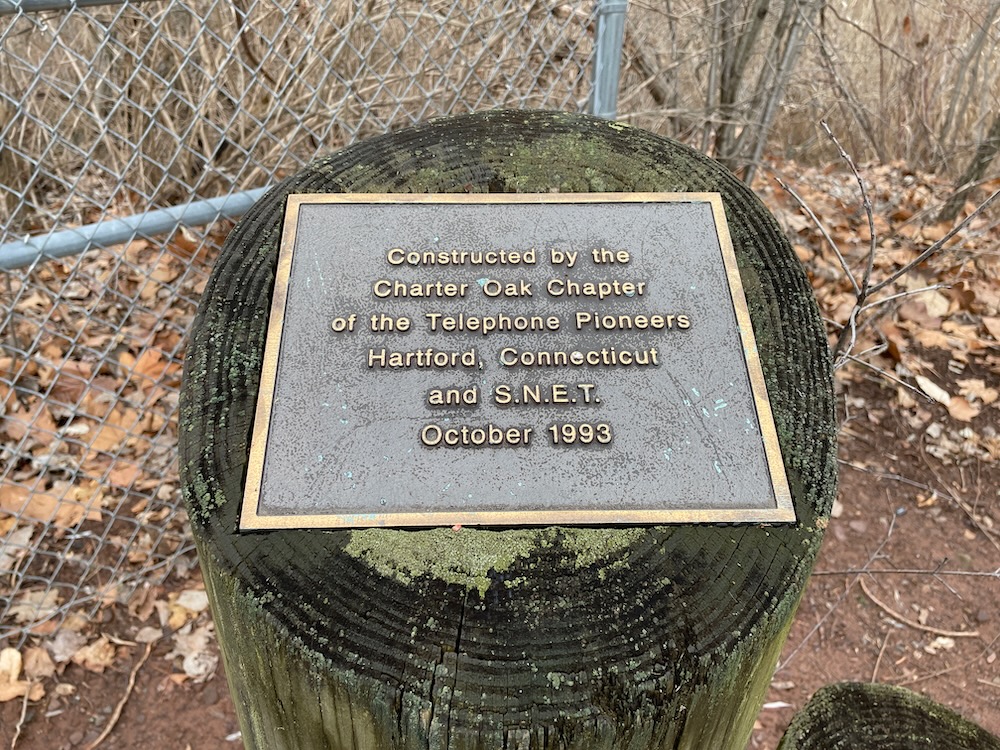 Constructed by the
Charter Oak Chapter
of the Telephone Pioneers
Hartford, Connecticut
and S.N.E.T.
October 1993